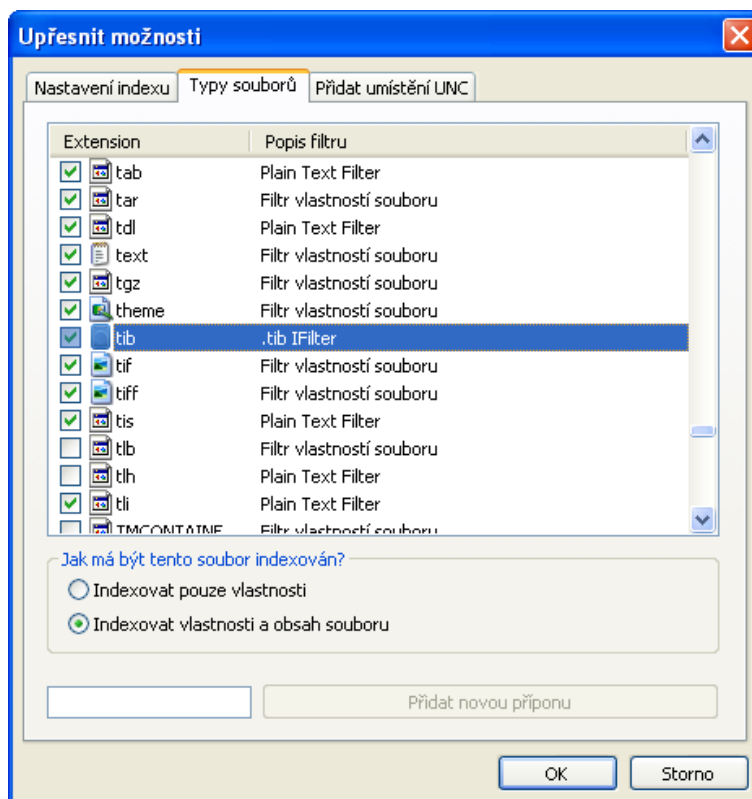 Upřesnit možnosti
Nastavení indexu Typy souborů Přidat umístění UNC
Extension Popis filtru
tab Plain Text Filter
tar Filtr vlastností souboru
tdl Plain Text Filter
text Filtr vlastností souboru
tgz Filtr vlastností souboru
theme Filtr vlastností souboru
tib .tib IFilter
tif Filtr vlastností souboru
tiff Filtr vlastností souboru
tis Plain Text Filter
tlb Filtr vlastností souboru
tlh Plain Text Filter
tli Plain Text Filter
TMCONTAINE Filtr vlastností souboru
Jak má být tento soubor indexován?
Indexovat pouze vlastnosti
Indexovat vlastnosti a obsah souboru
Přidat novou příponu
OK Storno